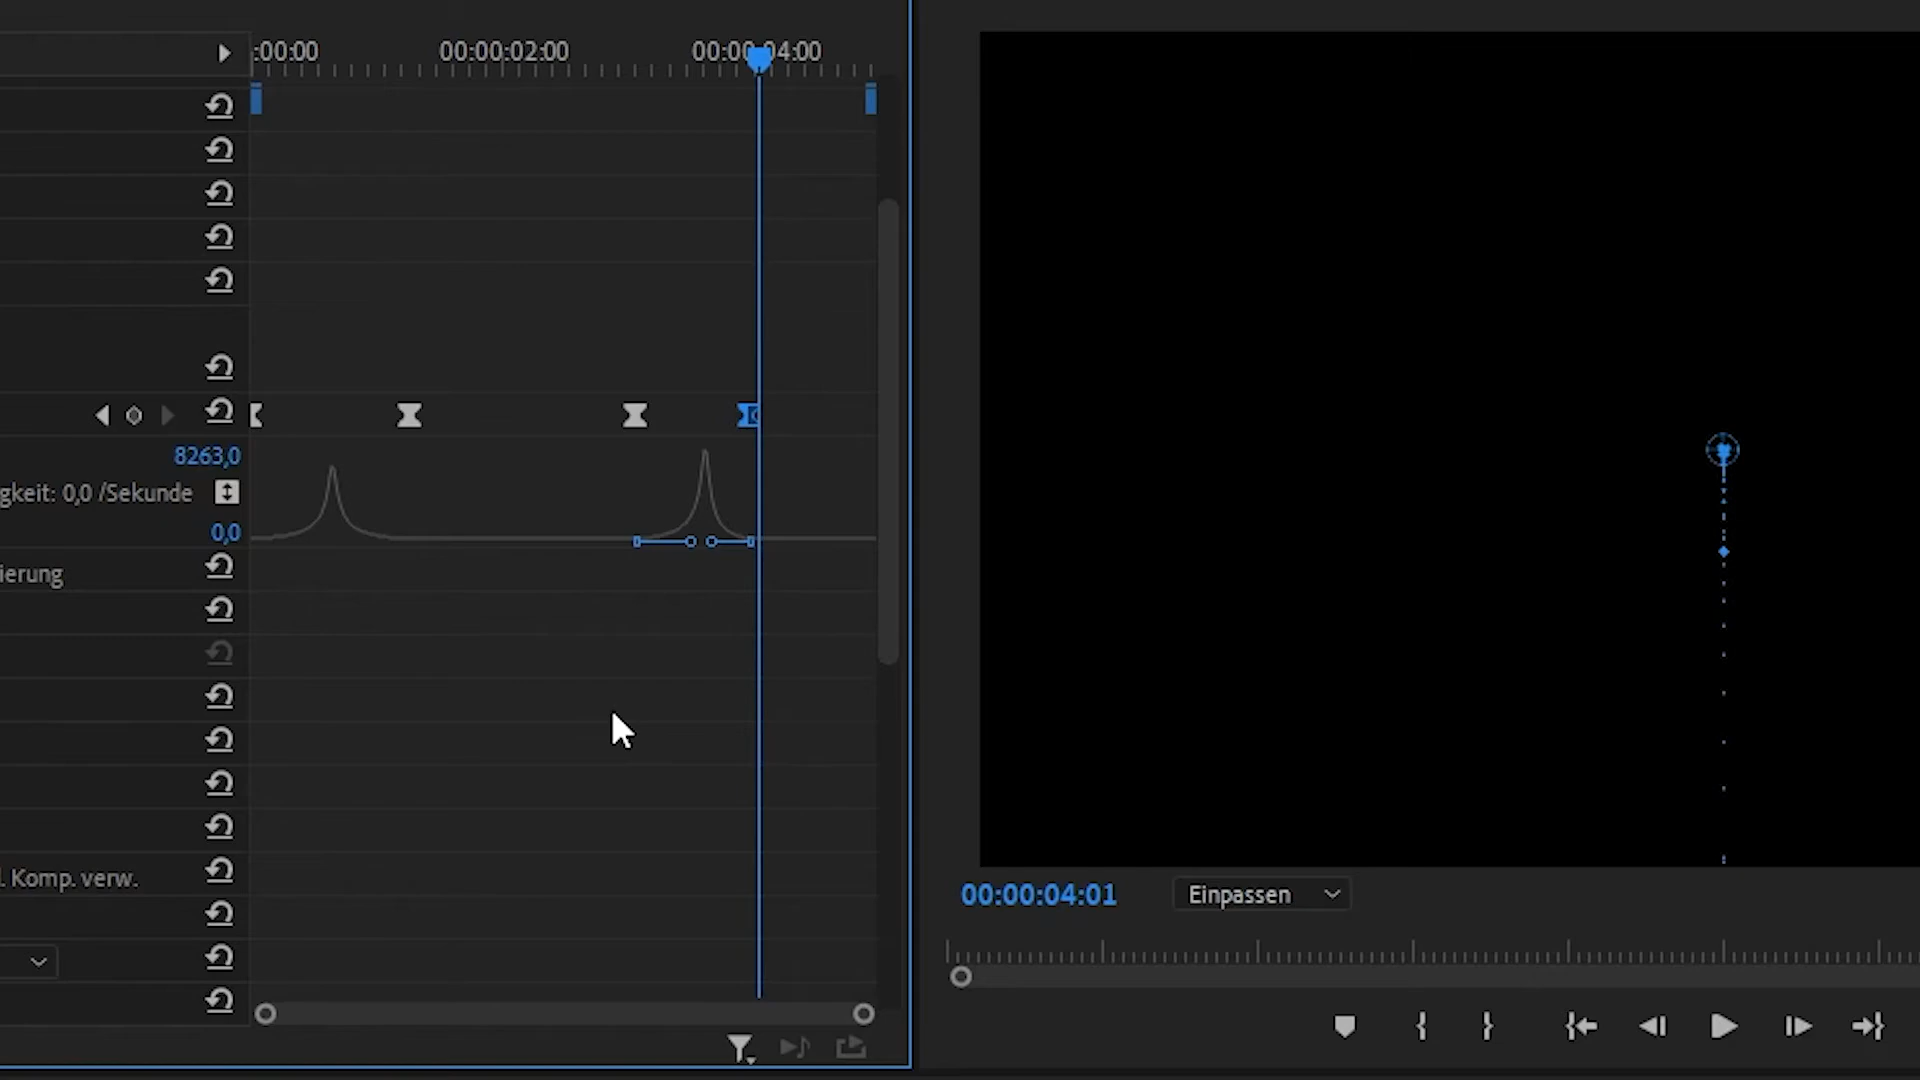 :00:00 00:00:02:00 00:00:04:00
8263,0
gkeit: 0,0 /Sekunde
0,0
ierung
. Komp. verw.
00:00:04:01 Einpassen